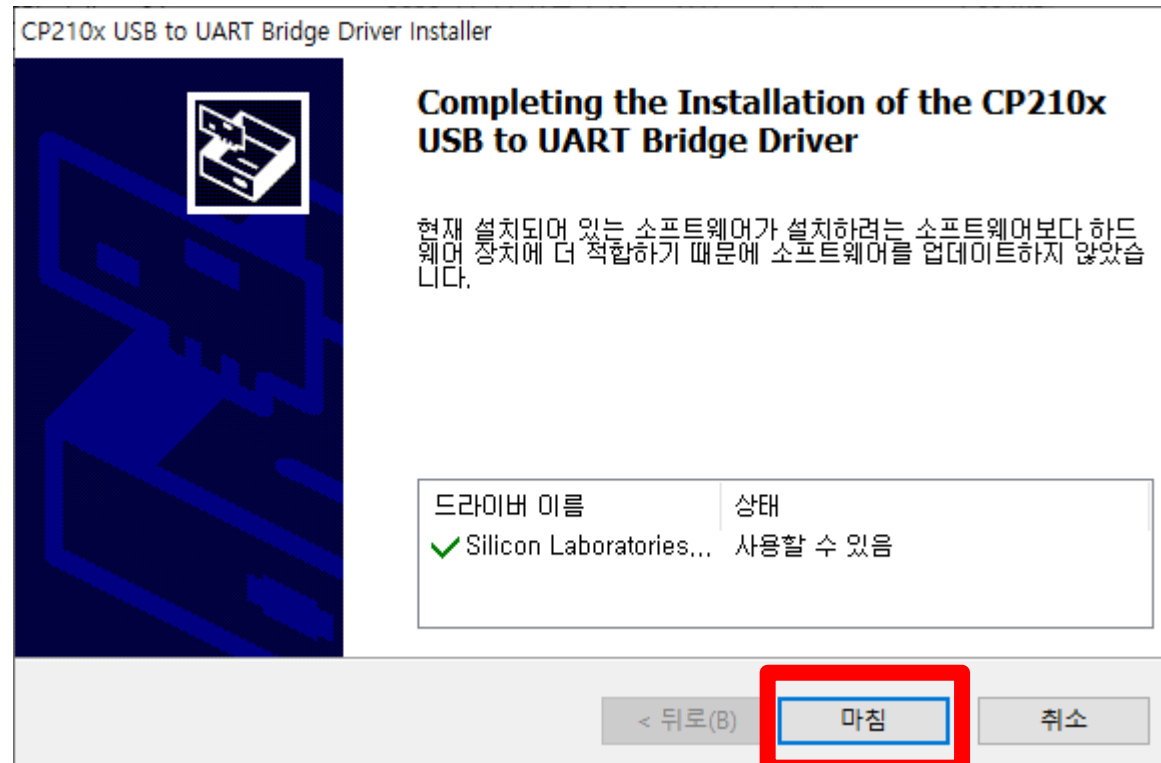 CP210x USB to UART Bridge Driver Installer
Completing the Installation of the CP210x
USB to UART Bridge Driver
현재 설치되어 있는 소프트웨어가 설치하려는 소프트웨어보다 하드
웨어 장치에 더 적합하기 때문에 소프트웨어를 업데이트하지 않았습
니다.
드라이버 이름 상태
Silicon Laboratories... 사용할 수 있음
< 뒤로(B) 마침 취소